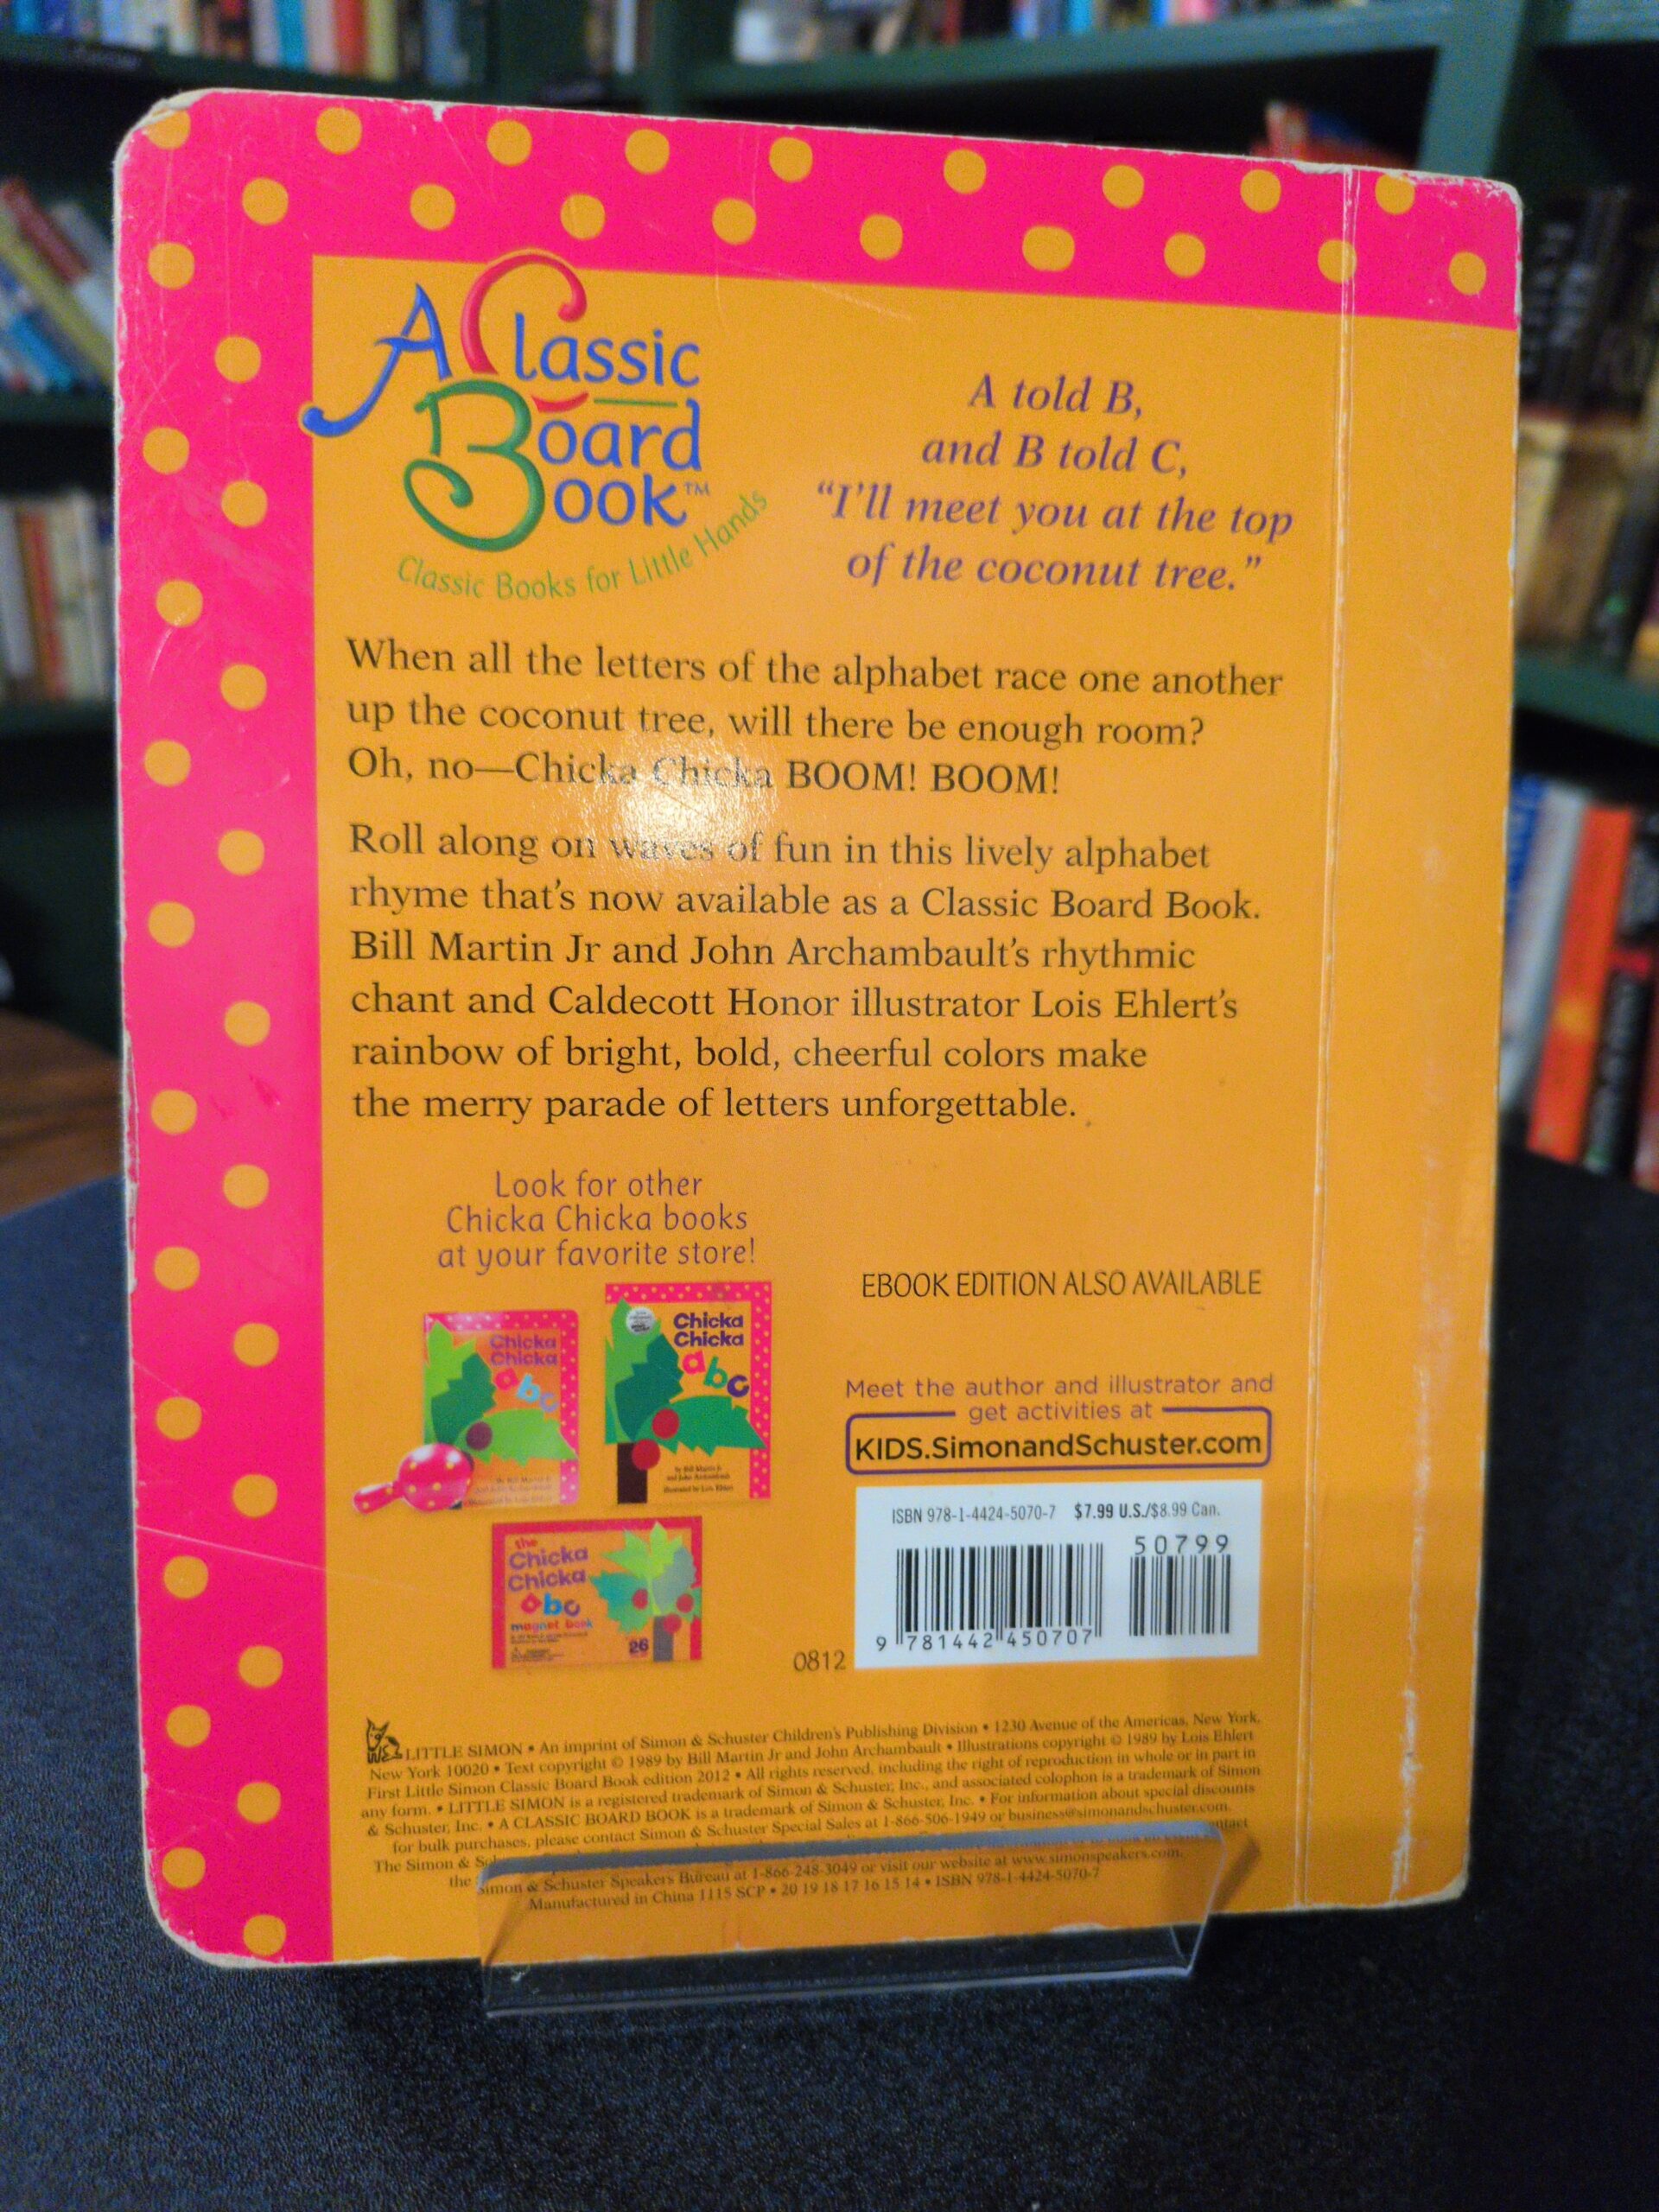 A Classic
Board
Book™
Classic Books for Little Hands
A told B,
and B told C,
“I’ll meet you at the top
of the coconut tree.”
When all the letters of the alphabet race one another
up the coconut tree, will there be enough room?
Oh, no—Chicka Chicka BOOM! BOOM!
Roll along on waves of fun in this lively alphabet
rhyme that’s now available as a Classic Board Book.
Bill Martin Jr and John Archambault’s rhythmic
chant and Caldecott Honor illustrator Lois Ehlert’s
rainbow of bright, bold, cheerful colors make
the merry parade of letters unforgettable.
Look for other
Chicka Chicka books
at your favorite store!
Chicka
Chicka
abc
Chicka
Chicka
abc
by Bill Martin Jr
and John Archambault
illustrated by Lois Ehlert
the
Chicka
Chicka
abc
magnet book
26
EBOOK EDITION ALSO AVAILABLE
Meet the author and illustrator and
get activities at
KIDS.SimonandSchuster.com
ISBN 978-1-4424-5070-7 $7.99 U.S./$8.99 Can.
50799
9 781442 450707
0812
LITTLE SIMON • An imprint of Simon & Schuster Children’s Publishing Division • 1230 Avenue of the Americas, New York,
New York 10020 • Text copyright © 1989 by Bill Martin Jr and John Archambault • Illustrations copyright © 1989 by Lois Ehlert
First Little Simon Classic Board Book edition 2012 • All rights reserved, including the right of reproduction in whole or in part in
any form. • LITTLE SIMON is a registered trademark of Simon & Schuster, Inc., and associated colophon is a trademark of Simon
& Schuster, Inc. • A CLASSIC BOARD BOOK is a trademark of Simon & Schuster, Inc. • For information about special discounts
for bulk purchases, please contact Simon & Schuster Special Sales at 1-866-506-1949 or business@simonandschuster.com.
The Simon &
the Simon & Schuster Speakers Bureau at 1-866-248-3049 or visit our website at www.simonspeakers.com.
Manufactured in China 1115 SCP • 20 19 18 17 16 15 14 • ISBN 978-1-4424-5070-7